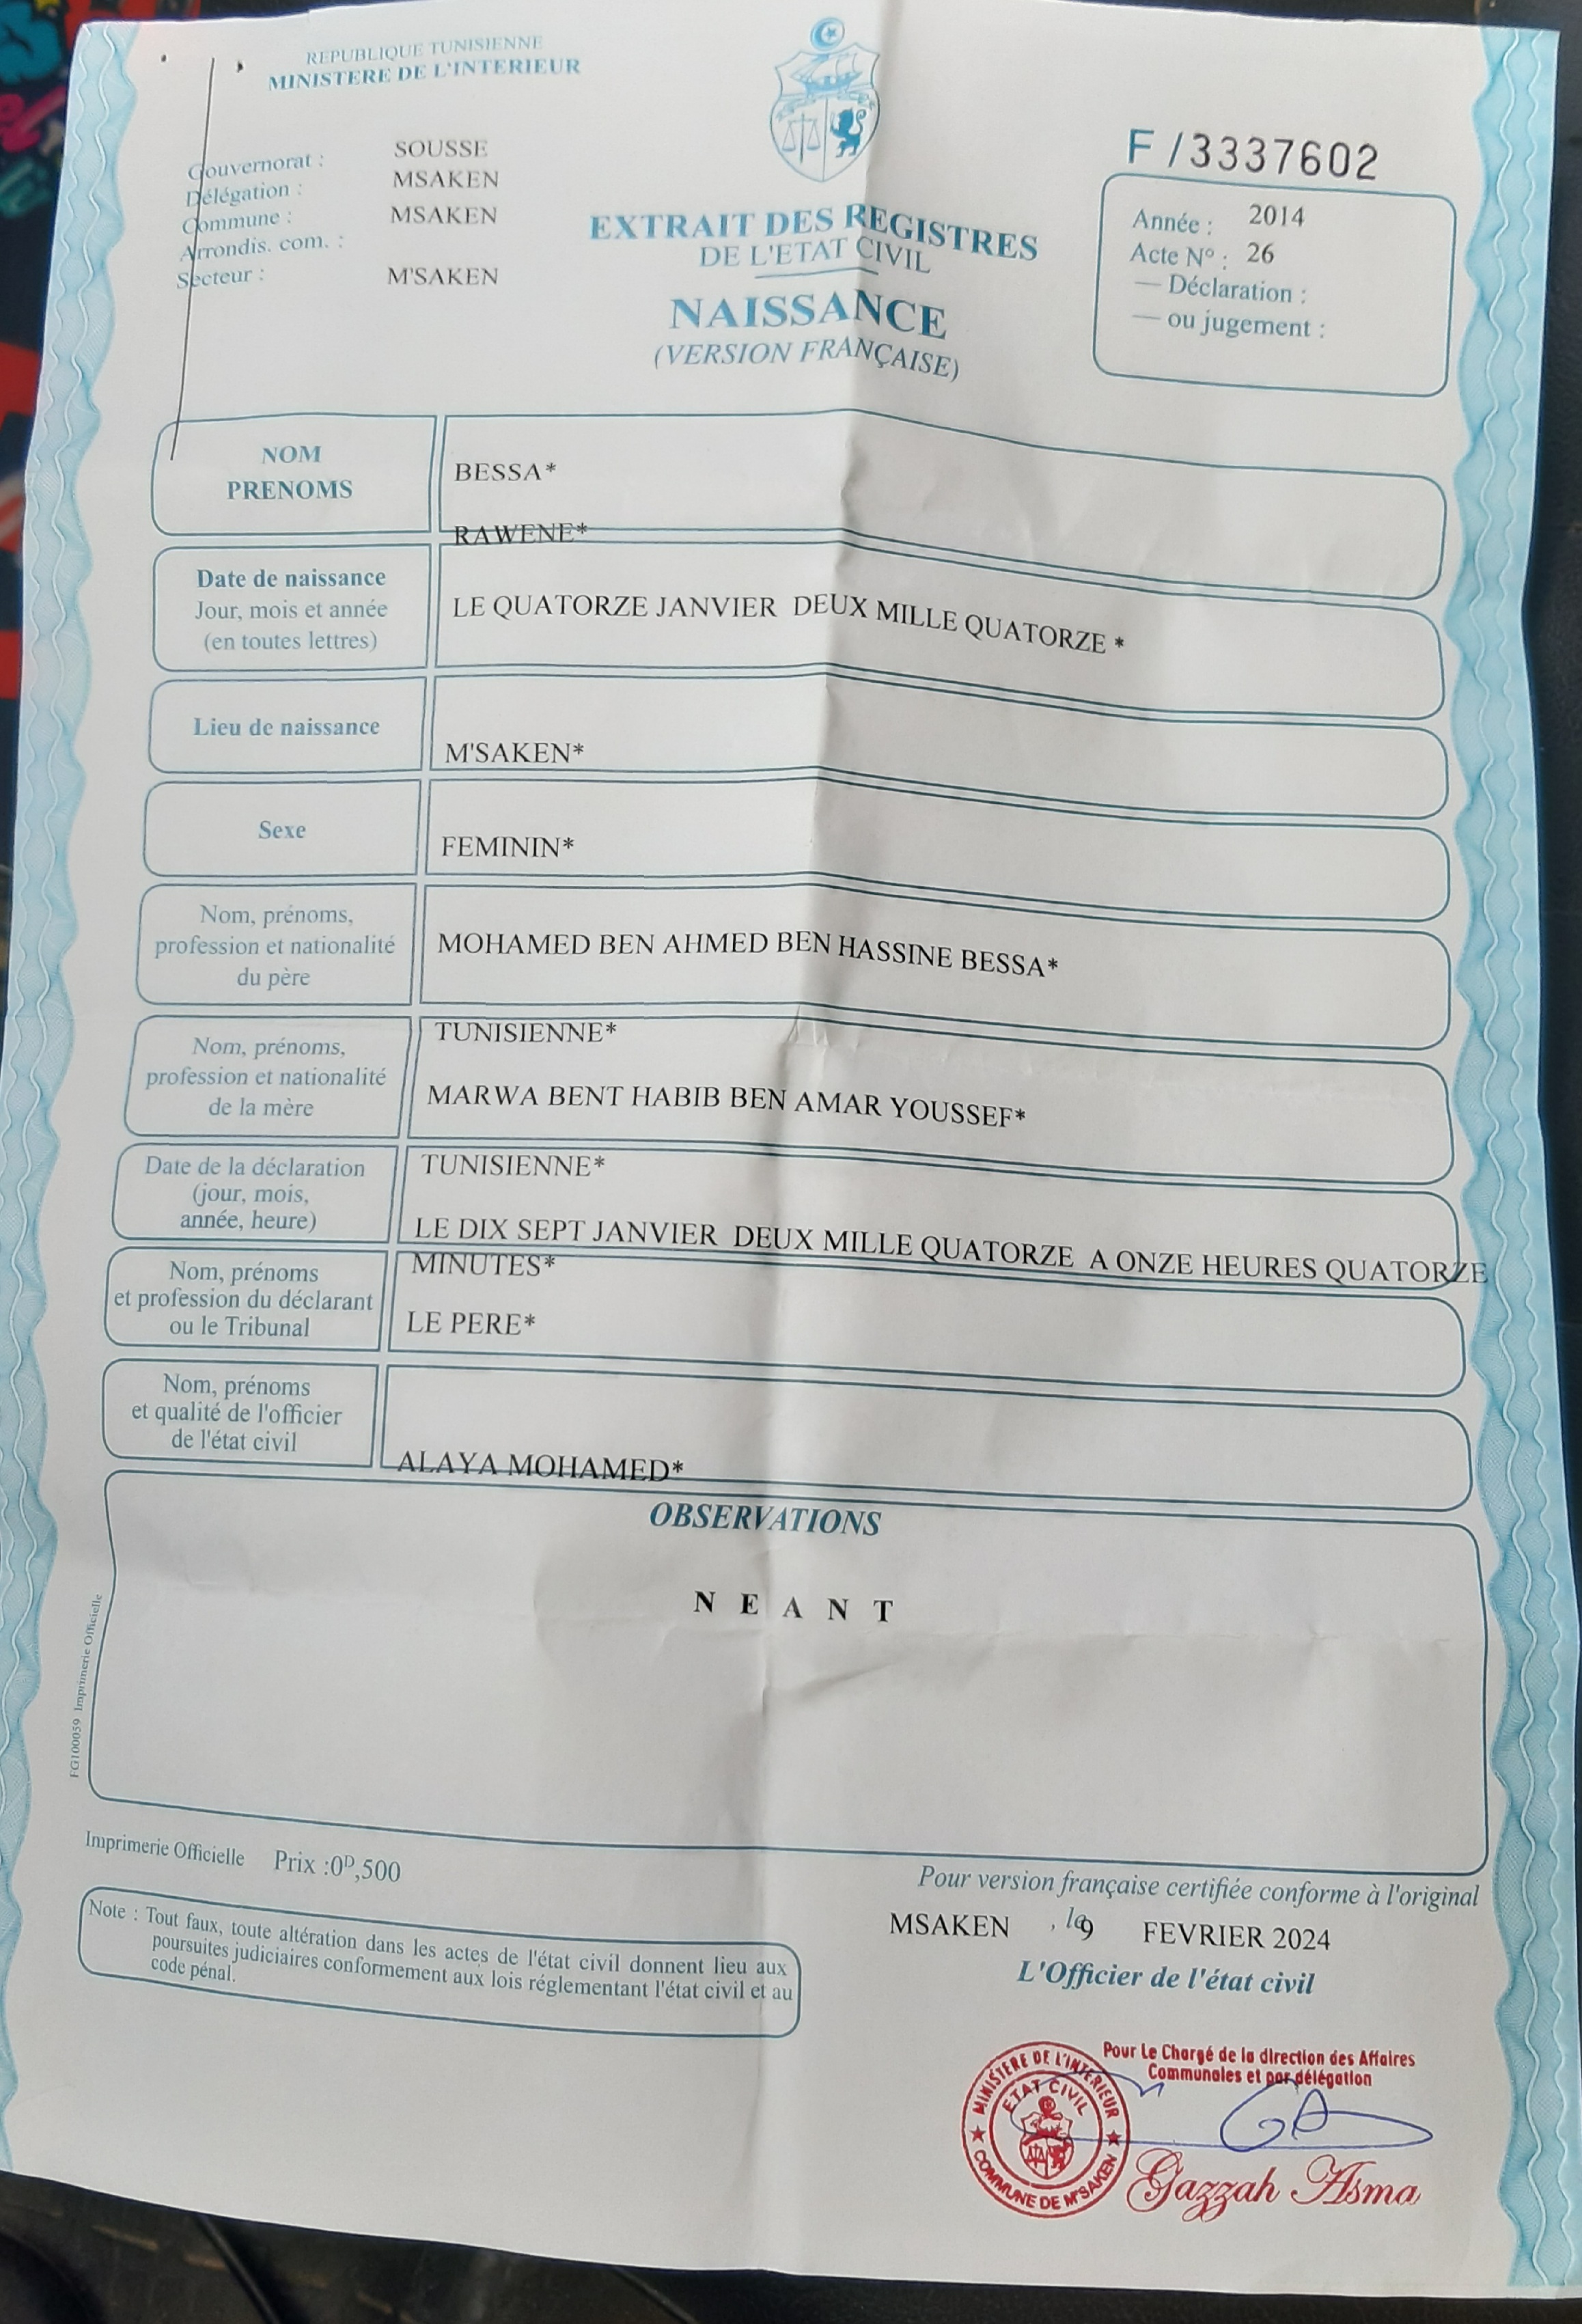 REPUBLIQUE TUNISIENNE
MINISTERE DE L'INTERIEUR
Gouvernorat : SOUSSE
Délégation : MSAKEN
Commune : MSAKEN
Arrondis. com. :
Secteur : M'SAKEN
EXTRAIT DES REGISTRES
DE L'ETAT CIVIL
NAISSANCE
(VERSION FRANÇAISE)
F /3337602
Année : 2014
Acte N° : 26
— Déclaration :
— ou jugement :
NOM
PRENOMS
BESSA*
RAWENE*
Date de naissance
Jour, mois et année
(en toutes lettres)
LE QUATORZE JANVIER DEUX MILLE QUATORZE *
Lieu de naissance
M'SAKEN*
Sexe
FEMININ*
Nom, prénoms,
profession et nationalité
du père
MOHAMED BEN AHMED BEN HASSINE BESSA*
TUNISIENNE*
Nom, prénoms,
profession et nationalité
de la mère
MARWA BENT HABIB BEN AMAR YOUSSEF*
TUNISIENNE*
Date de la déclaration
(jour, mois,
année, heure)
LE DIX SEPT JANVIER DEUX MILLE QUATORZE A ONZE HEURES QUATORZE
MINUTES*
Nom, prénoms
et profession du déclarant
ou le Tribunal
LE PERE*
Nom, prénoms
et qualité de l'officier
de l'état civil
ALAYA MOHAMED*
OBSERVATIONS
N E A N T
FG100059 Imprimerie Officielle
Imprimerie Officielle Prix :0D,500
Note : Tout faux, toute altération dans les actes de l'état civil donnent lieu aux
poursuites judiciaires conformement aux lois réglementant l'état civil et au
code pénal.
Pour version française certifiée conforme à l'original
MSAKEN , le 9 FEVRIER 2024
L'Officier de l'état civil
Pour Le Chargé de la direction des Affaires
Communales et par délégation
MINISTERE DE L'INTERIEUR
ETAT CIVIL
COMMUNE DE M'SAKEN
Gazzah Asma